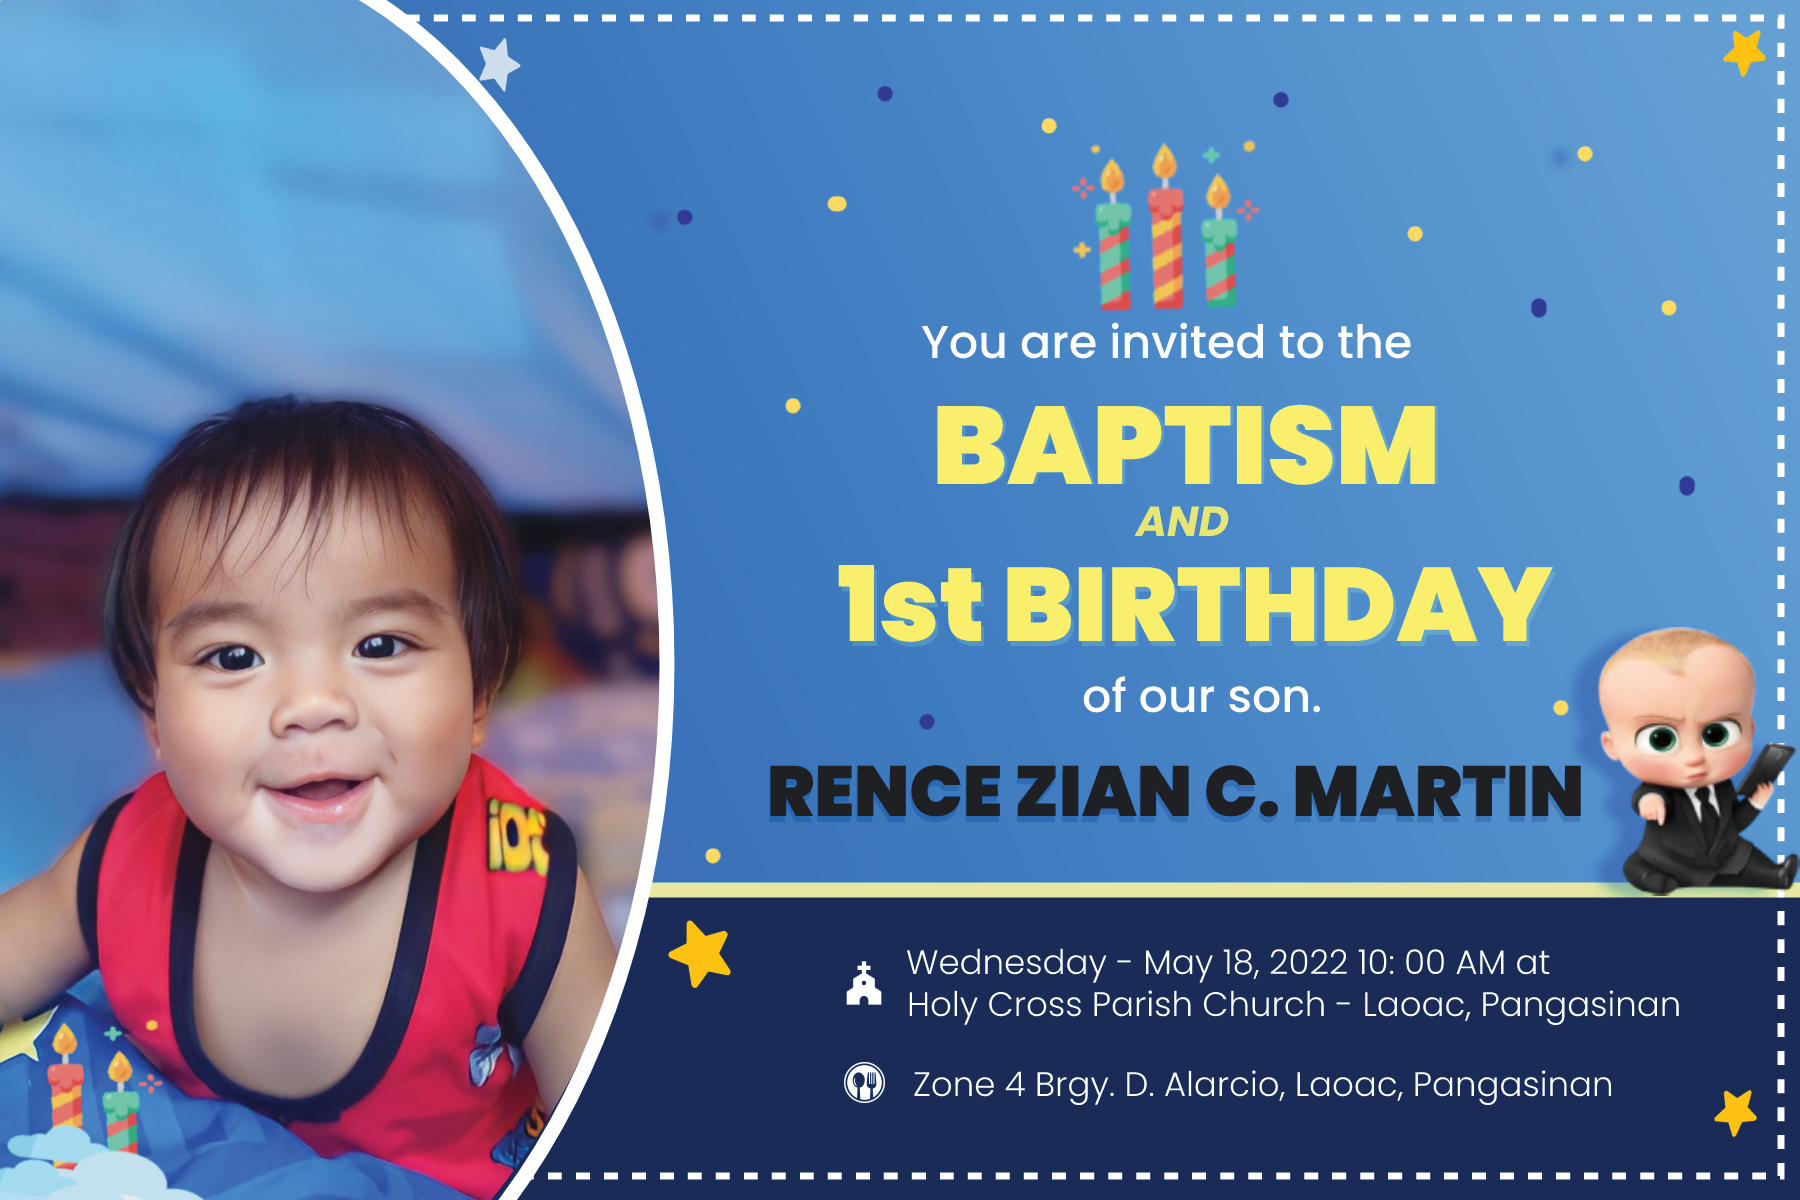 You are invited to the
BAPTISM
AND
1st BIRTHDAY
of our son.
RENCE ZIAN C. MARTIN
Wednesday - May 18, 2022 10: 00 AM at
Holy Cross Parish Church - Laoac, Pangasinan
Zone 4 Brgy. D. Alarcio, Laoac, Pangasinan